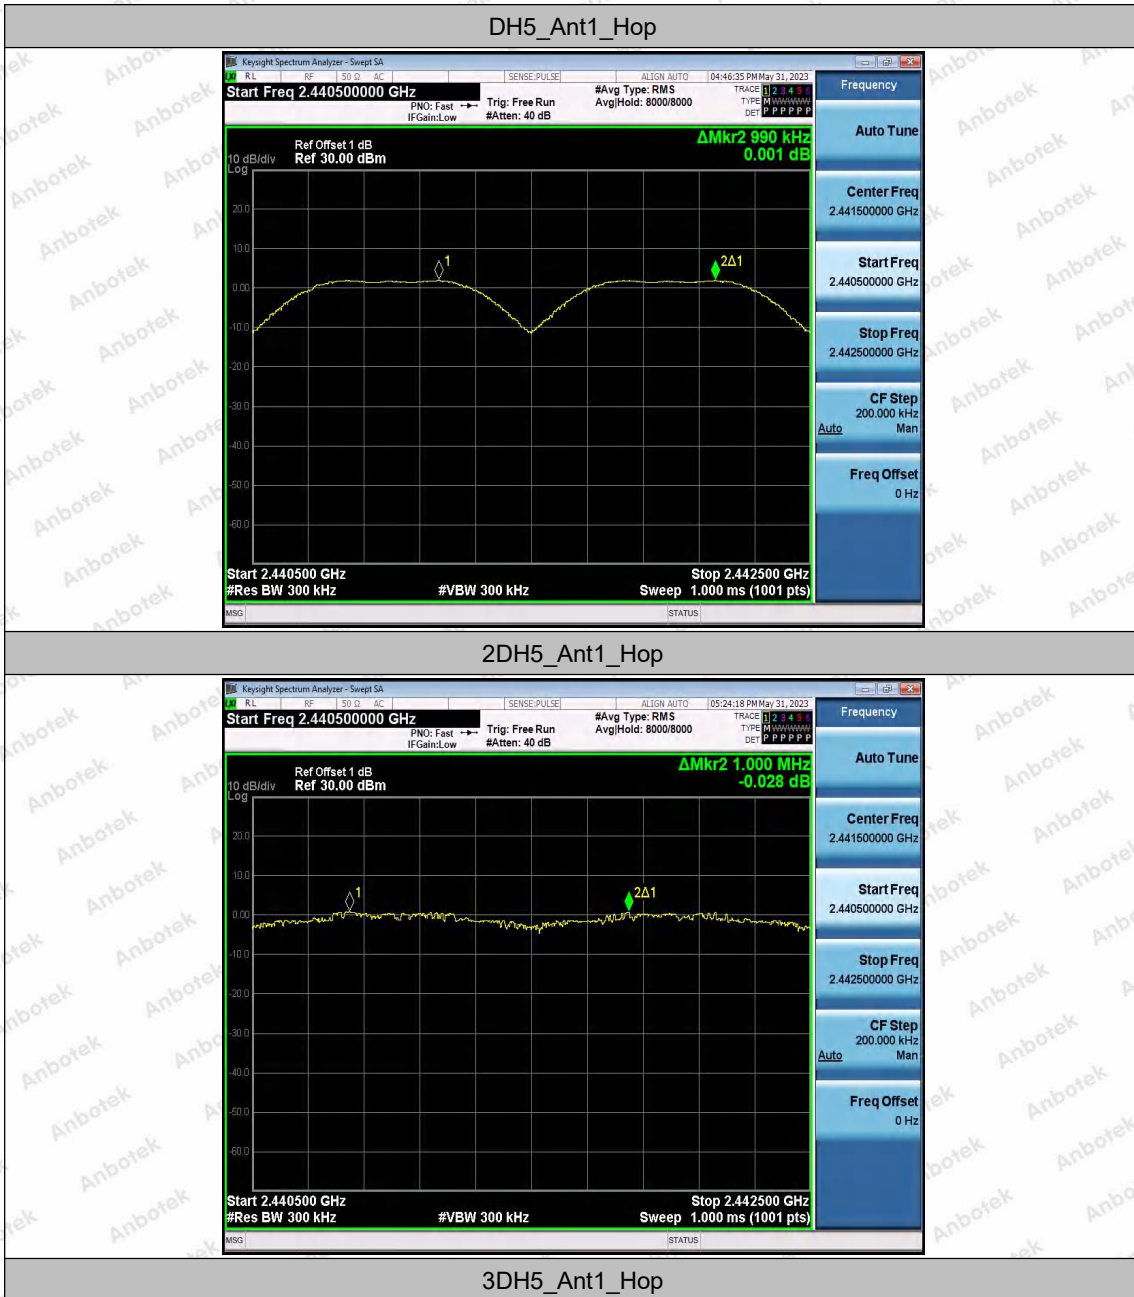 DH5_Ant1_Hop
Keysight Spectrum Analyzer - Swept SA
LXI RL RF 50 Ω AC SENSE:PULSE ALIGN AUTO 04:46:35 PM May 31, 2023
Start Freq 2.440500000 GHz
PNO: Fast
IFGain:Low
Trig: Free Run
#Atten: 40 dB
#Avg Type: RMS
Avg|Hold: 8000/8000
TRACE 1 2 3 4 5 6
TYPE M WWWWW
DET P P P P P P
Frequency
Auto Tune
Center Freq
2.441500000 GHz
Start Freq
2.440500000 GHz
Stop Freq
2.442500000 GHz
CF Step
200.000 kHz
Auto Man
Freq Offset
0 Hz
ΔMkr2 990 kHz
0.001 dB
Ref Offset 1 dB
10 dB/div Ref 30.00 dBm
Log
20.0
10.0
0.00
-10.0
-20.0
-30.0
-40.0
-50.0
-60.0
1
2Δ1
Start 2.440500 GHz Stop 2.442500 GHz
#Res BW 300 kHz #VBW 300 kHz Sweep 1.000 ms (1001 pts)
MSG STATUS
2DH5_Ant1_Hop
Keysight Spectrum Analyzer - Swept SA
LXI RL RF 50 Ω AC SENSE:PULSE ALIGN AUTO 05:24:18 PM May 31, 2023
Start Freq 2.440500000 GHz
PNO: Fast
IFGain:Low
Trig: Free Run
#Atten: 40 dB
#Avg Type: RMS
Avg|Hold: 8000/8000
TRACE 1 2 3 4 5 6
TYPE M WWWWW
DET P P P P P P
Frequency
Auto Tune
Center Freq
2.441500000 GHz
Start Freq
2.440500000 GHz
Stop Freq
2.442500000 GHz
CF Step
200.000 kHz
Auto Man
Freq Offset
0 Hz
ΔMkr2 1.000 MHz
-0.028 dB
Ref Offset 1 dB
10 dB/div Ref 30.00 dBm
Log
20.0
10.0
0.00
-10.0
-20.0
-30.0
-40.0
-50.0
-60.0
1
2Δ1
Start 2.440500 GHz Stop 2.442500 GHz
#Res BW 300 kHz #VBW 300 kHz Sweep 1.000 ms (1001 pts)
MSG STATUS
3DH5_Ant1_Hop
Anbotek